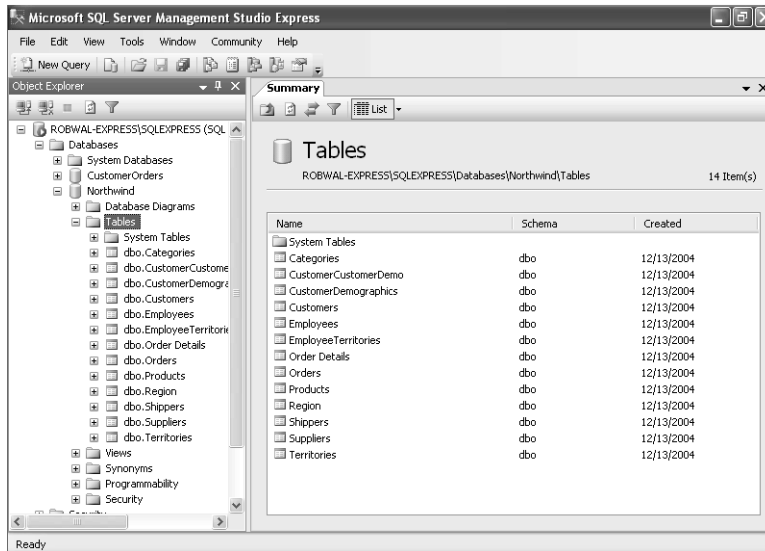 Microsoft SQL Server Management Studio Express
File Edit View Tools Window Community Help
New Query
Object Explorer
ROBWAL-EXPRESS\SQLEXPRESS (SQL
Databases
System Databases
CustomerOrders
Northwind
Database Diagrams
Tables
System Tables
dbo.Categories
dbo.CustomerCustome
dbo.CustomerDemogra
dbo.Customers
dbo.Employees
dbo.EmployeeTerritorie
dbo.Order Details
dbo.Orders
dbo.Products
dbo.Region
dbo.Shippers
dbo.Suppliers
dbo.Territories
Views
Synonyms
Programmability
Security
Security
Summary
List
Tables
ROBWAL-EXPRESS\SQLEXPRESS\Databases\Northwind\Tables 14 Item(s)
Name Schema Created
System Tables
Categories dbo 12/13/2004
CustomerCustomerDemo dbo 12/13/2004
CustomerDemographics dbo 12/13/2004
Customers dbo 12/13/2004
Employees dbo 12/13/2004
EmployeeTerritories dbo 12/13/2004
Order Details dbo 12/13/2004
Orders dbo 12/13/2004
Products dbo 12/13/2004
Region dbo 12/13/2004
Shippers dbo 12/13/2004
Suppliers dbo 12/13/2004
Territories dbo 12/13/2004
Ready